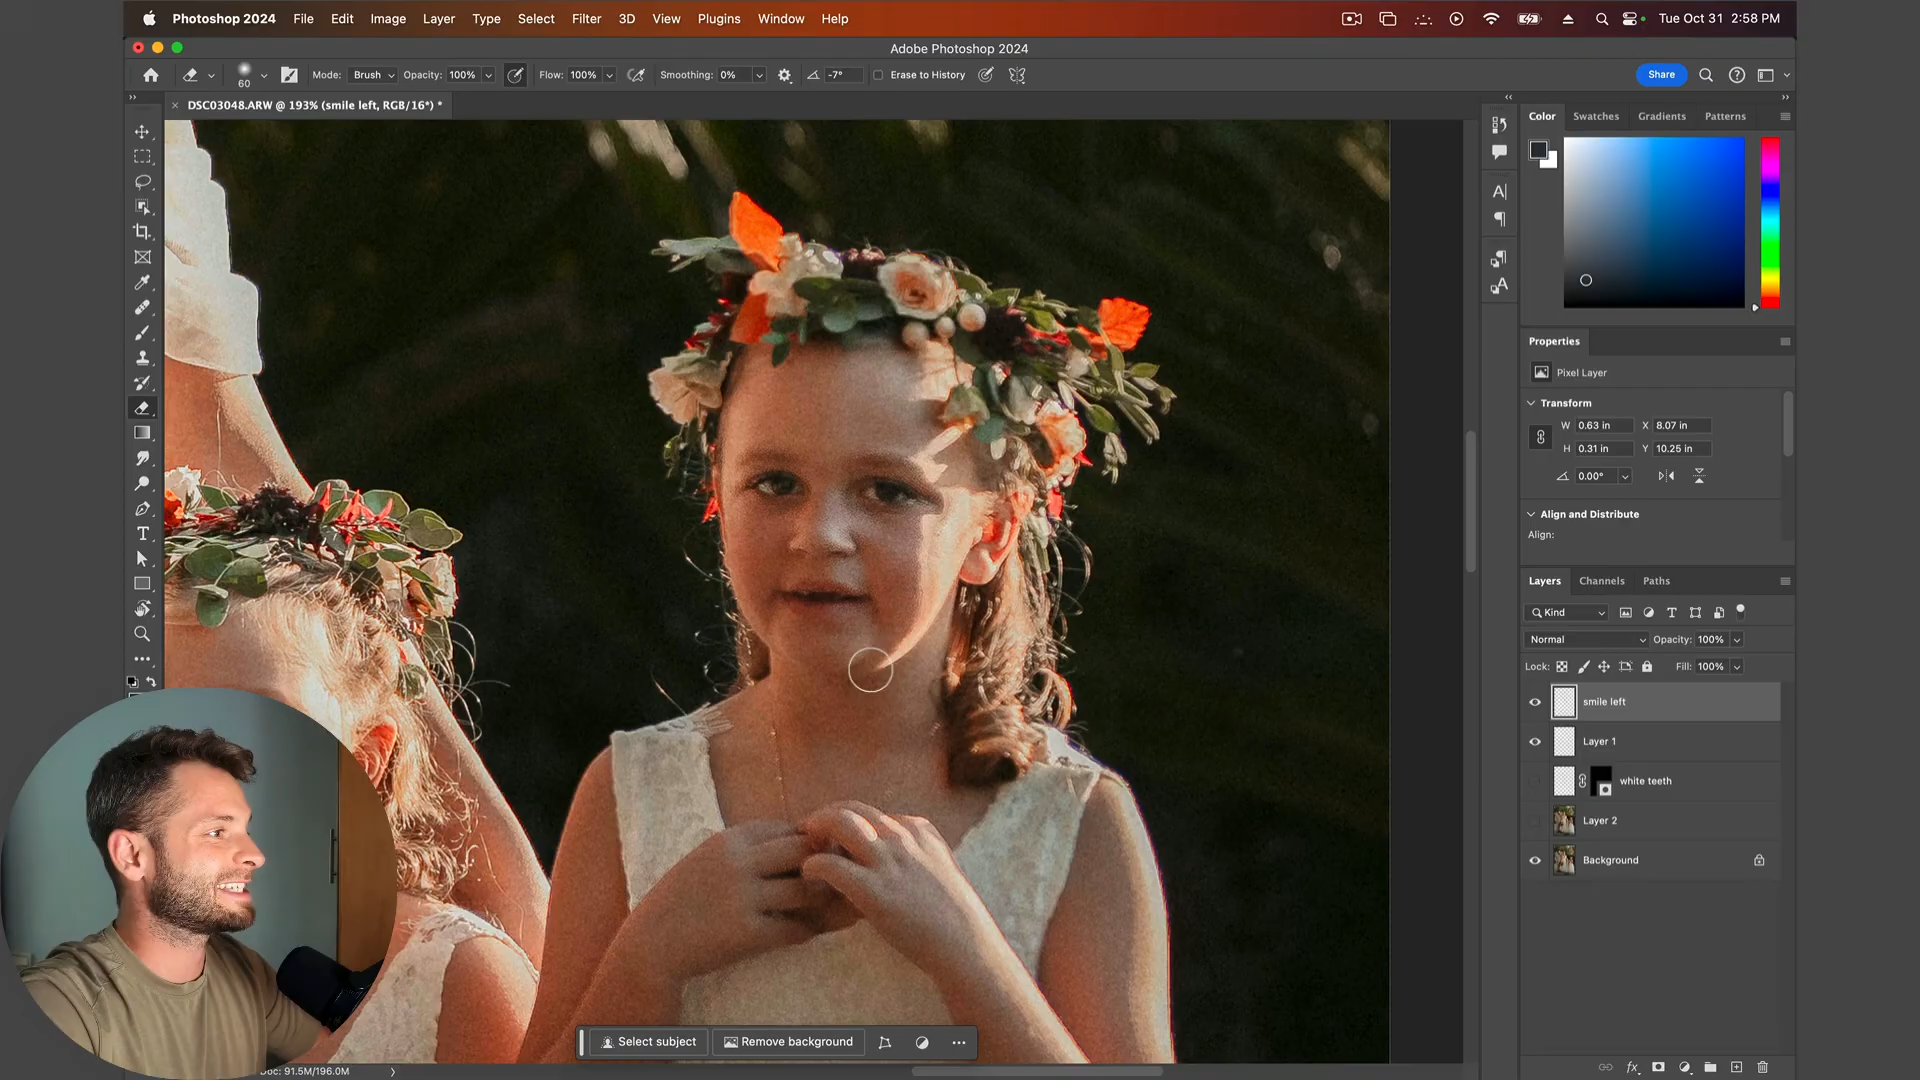 Photoshop 2024 File Edit Image Layer Type Select Filter 3D View Plugins Window Help Tue Oct 31 2:58 PM
Adobe Photoshop 2024
60 Mode: Brush Opacity: 100% Flow: 100% Smoothing: 0% -7° Erase to History Share
DSC03048.ARW @ 193% (smile left, RGB/16*) *
Color Swatches Gradients Patterns
Properties
Pixel Layer
Transform
W 0.63 in X 8.07 in
H 0.31 in Y 10.25 in
0.00°
Align and Distribute
Align:
Layers Channels Paths
Kind
Normal Opacity: 100%
Lock: Fill: 100%
smile left
Layer 1
white teeth
Layer 2
Background
Select subject Remove background
Doc: 91.5M/196.0M